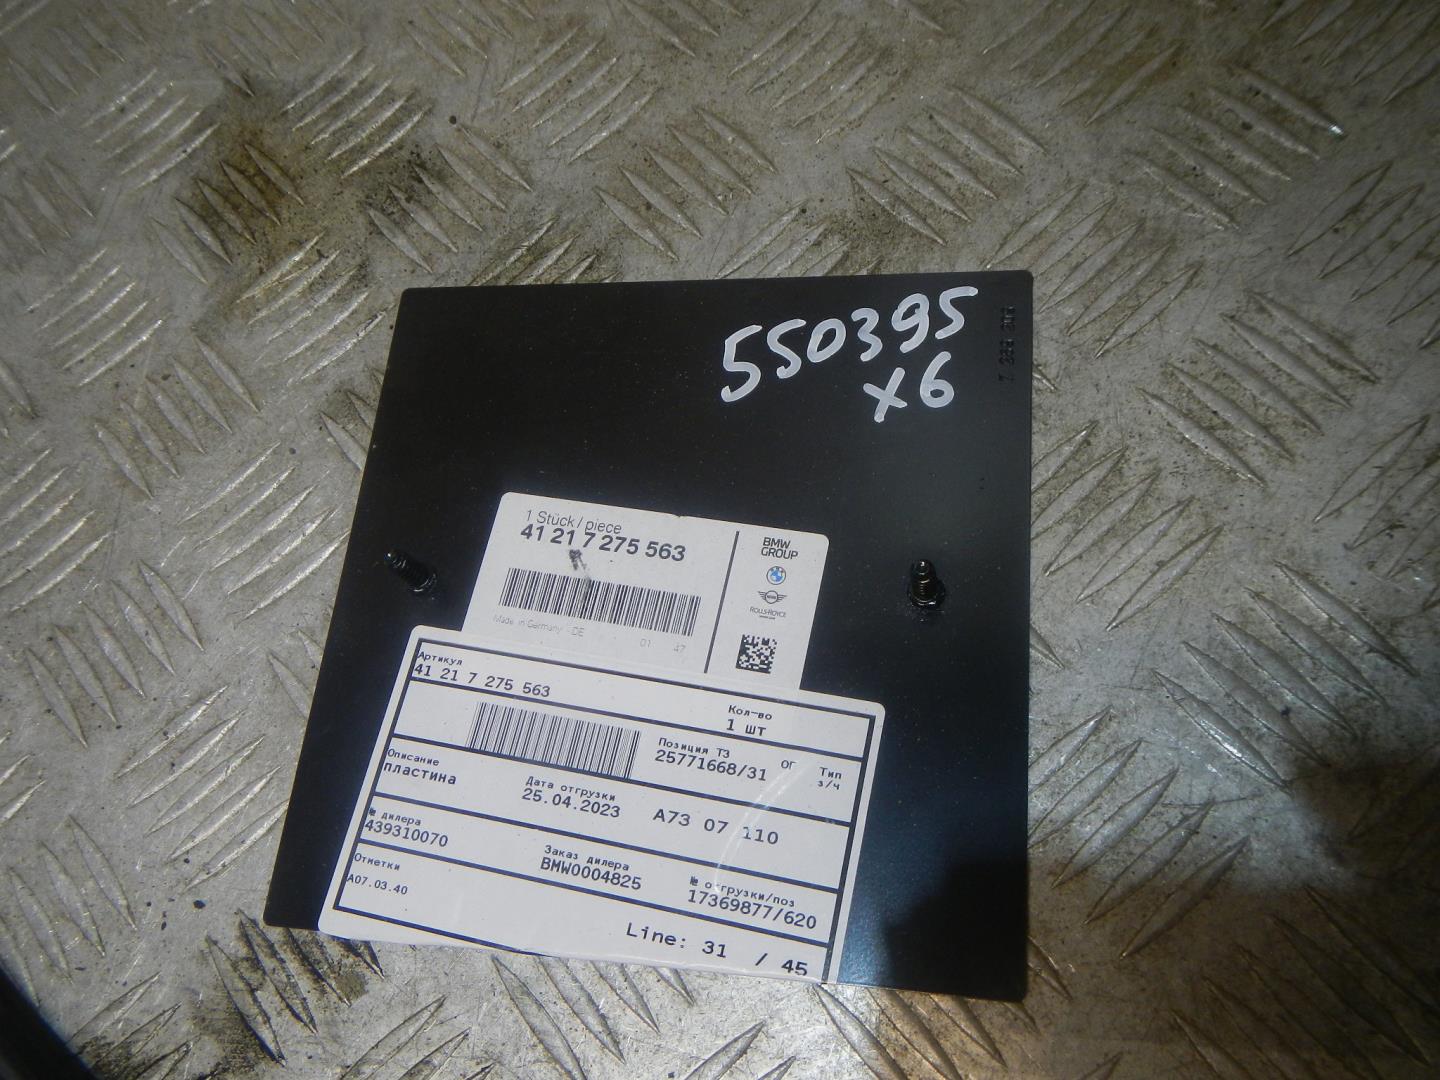 550395
x6
1 Stück / piece
41 21 7 275 563
BMW
GROUP
ROLLS-ROYCE
Made in Germany - DE 01 47
Артикул
41 21 7 275 563
Кол-во
1 шт
Позиция ТЗ
25771668/31
ОГ
Тип
з/ч
Описание
пластина
Дата отгрузки
25.04.2023
A73 07 110
№ дилера
439310070
Заказ дилера
BMW0004825
№ отгрузки/поз
17369877/620
Отметки
A07.03.40
Line: 31 / 45